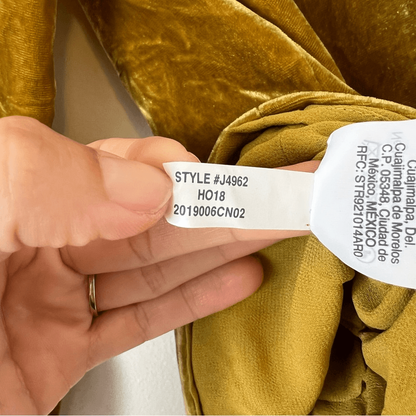 STYLE #J4962
HO18
2019006CN02
Cuajimalpa, Del.
Cuajimalpa de Morelos
C.P. 05348, Ciudad de
México, MEXICO
RFC: STR921014AR0